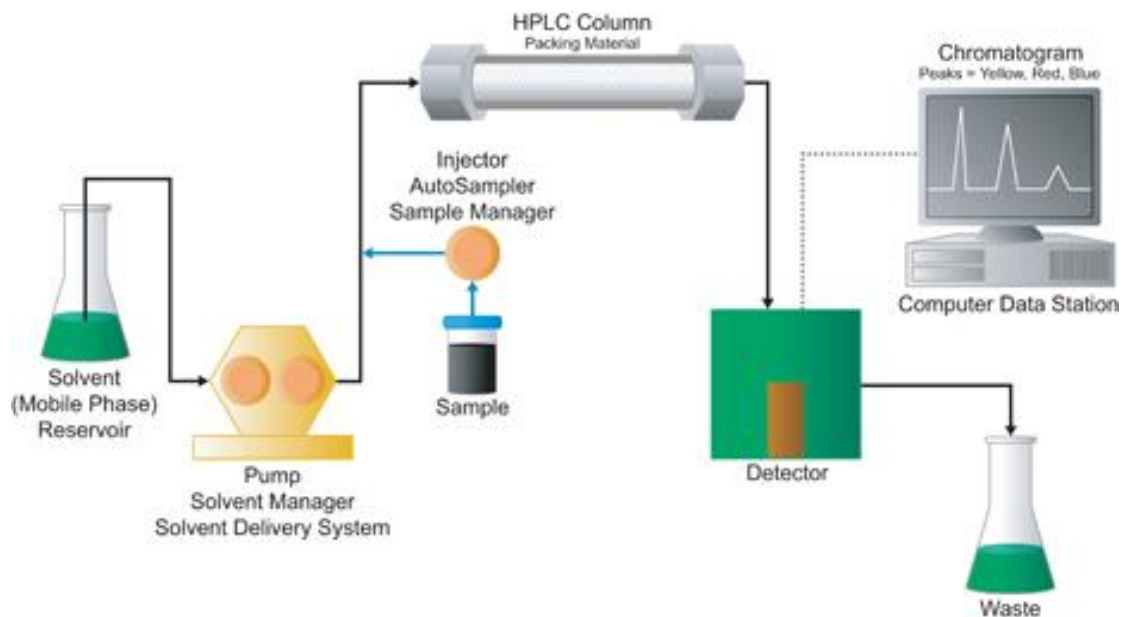 HPLC Column
Packing Material
Chromatogram
Peaks = Yellow, Red, Blue
Injector
AutoSampler
Sample Manager
Computer Data Station
Solvent
(Mobile Phase)
Reservoir
Sample
Pump
Solvent Manager
Solvent Delivery System
Detector
Waste